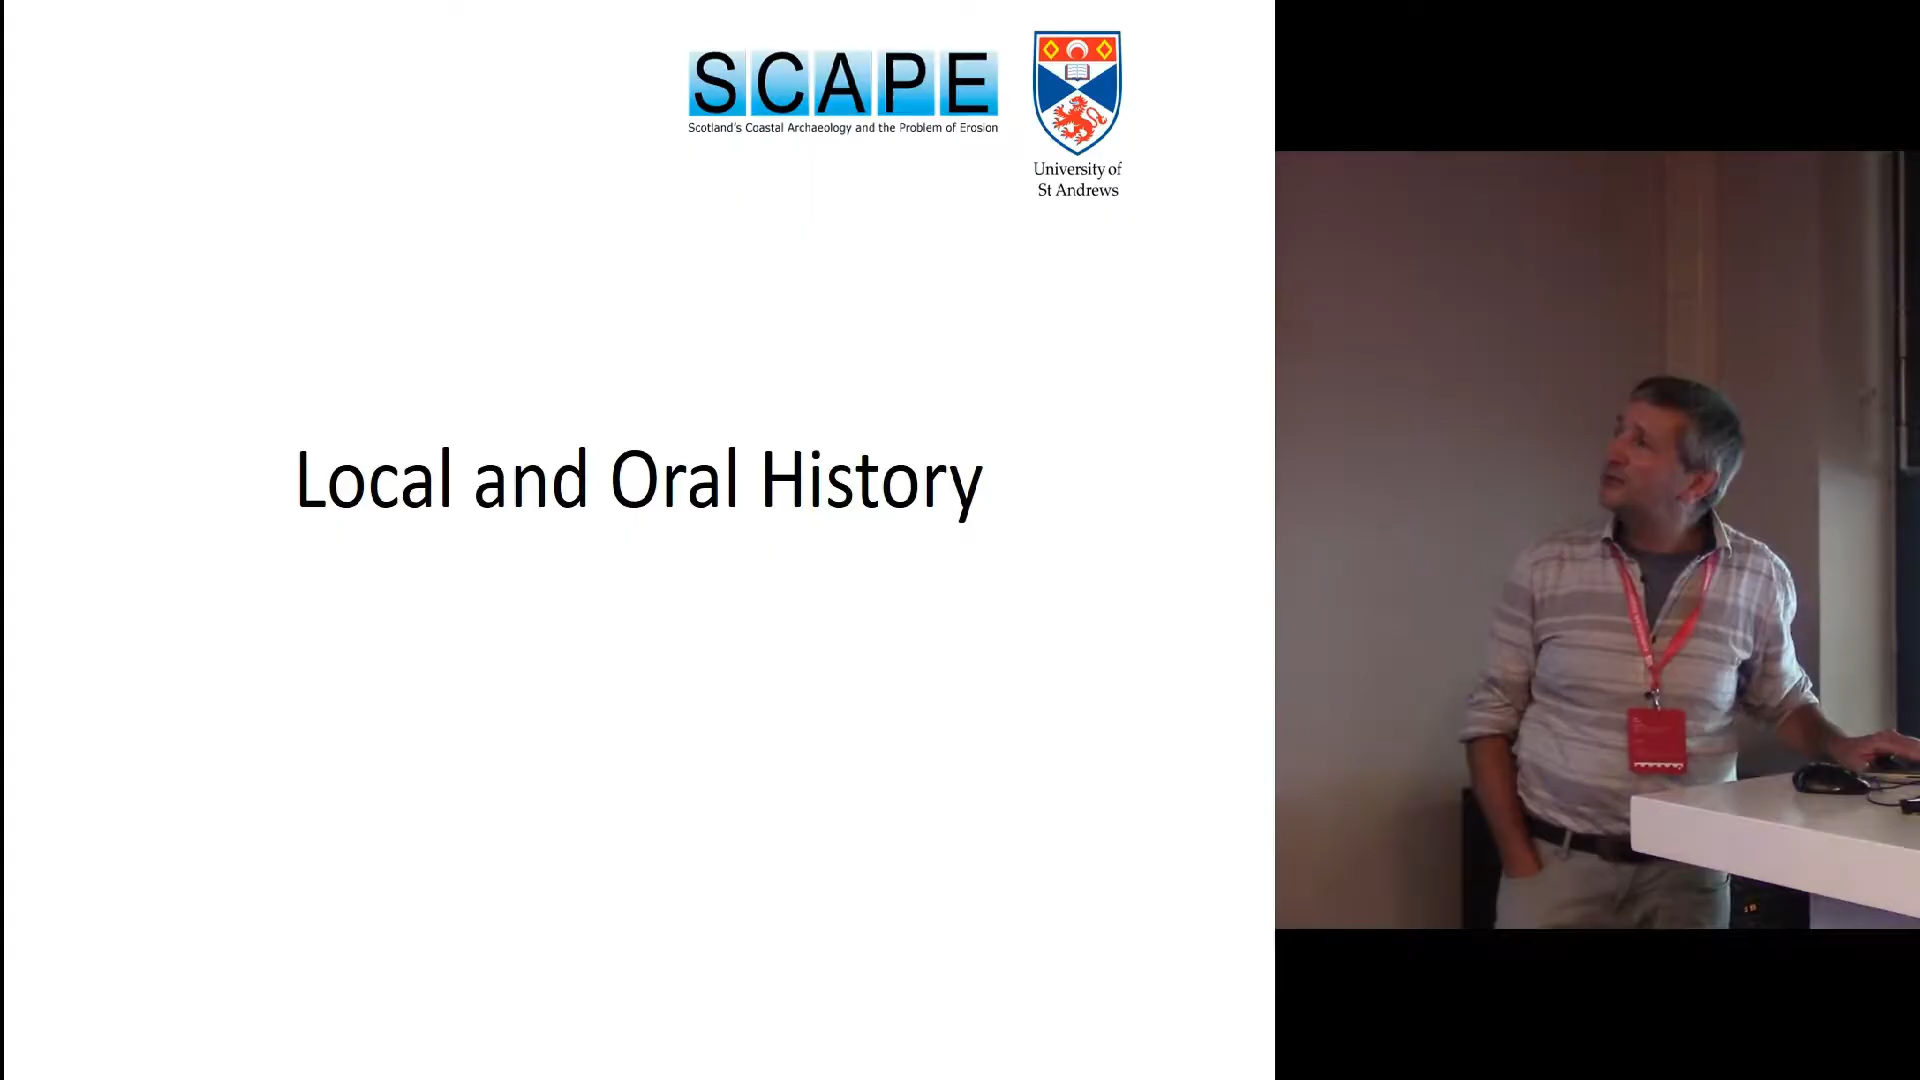 SCAPE
Scotland's Coastal Archaeology and the Problem of Erosion
University of
St Andrews
Local and Oral History